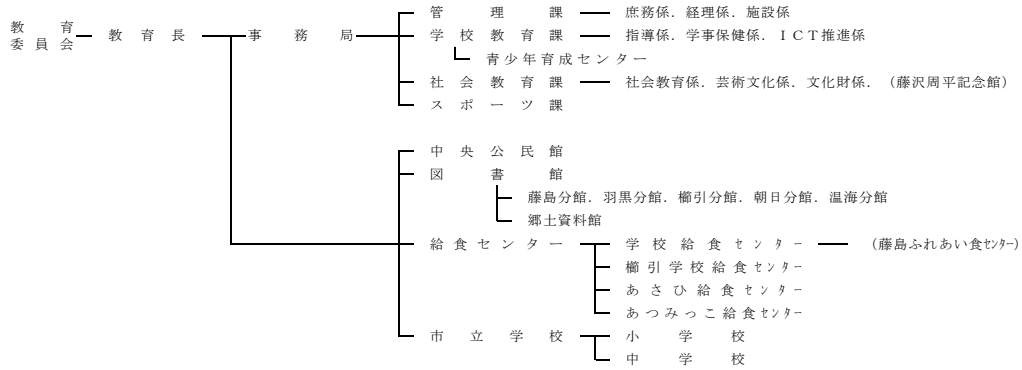 管理課 庶務係．経理係．施設係
教育委員会 教育長 事務局 学校教育課 指導係．学事保健係．ＩＣＴ推進係
青少年育成センター
社会教育課 社会教育係．芸術文化係．文化財係．（藤沢周平記念館）
スポーツ課
中央公民館
図書館
藤島分館．羽黒分館．櫛引分館．朝日分館．温海分館
郷土資料館
給食センター 学校給食センター （藤島ふれあい食ｾﾝﾀｰ）
櫛引学校給食センター
あさひ給食センター
あつみっこ給食ｾﾝﾀｰ
市立学校 小学校
中学校